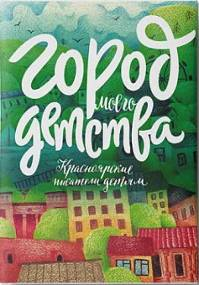 город
моего
детства
Красноярские
писатели детям